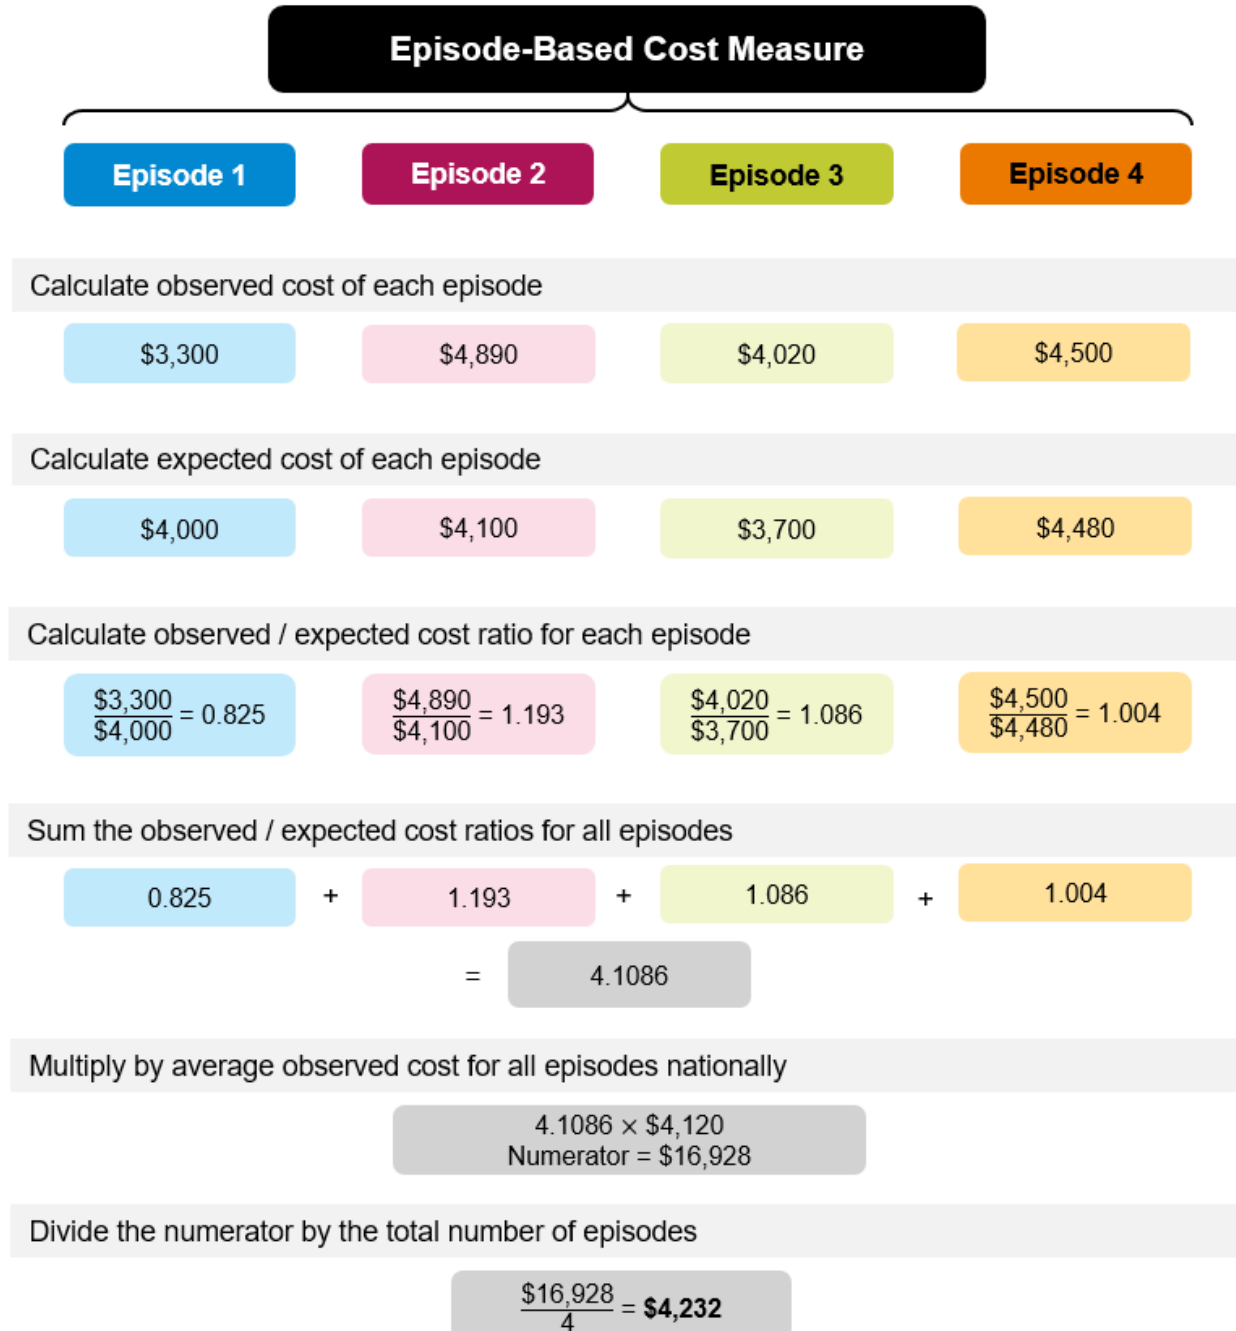 Episode-Based Cost Measure
Episode 1 Episode 2 Episode 3 Episode 4
Calculate observed cost of each episode
$3,300 $4,890 $4,020 $4,500
Calculate expected cost of each episode
$4,000 $4,100 $3,700 $4,480
Calculate observed / expected cost ratio for each episode
$3,300/$4,000 = 0.825 $4,890/$4,100 = 1.193 $4,020/$3,700 = 1.086 $4,500/$4,480 = 1.004
Sum the observed / expected cost ratios for all episodes
0.825 + 1.193 + 1.086 + 1.004
= 4.1086
Multiply by average observed cost for all episodes nationally
4.1086 × $4,120
Numerator = $16,928
Divide the numerator by the total number of episodes
$16,928/4 = $4,232